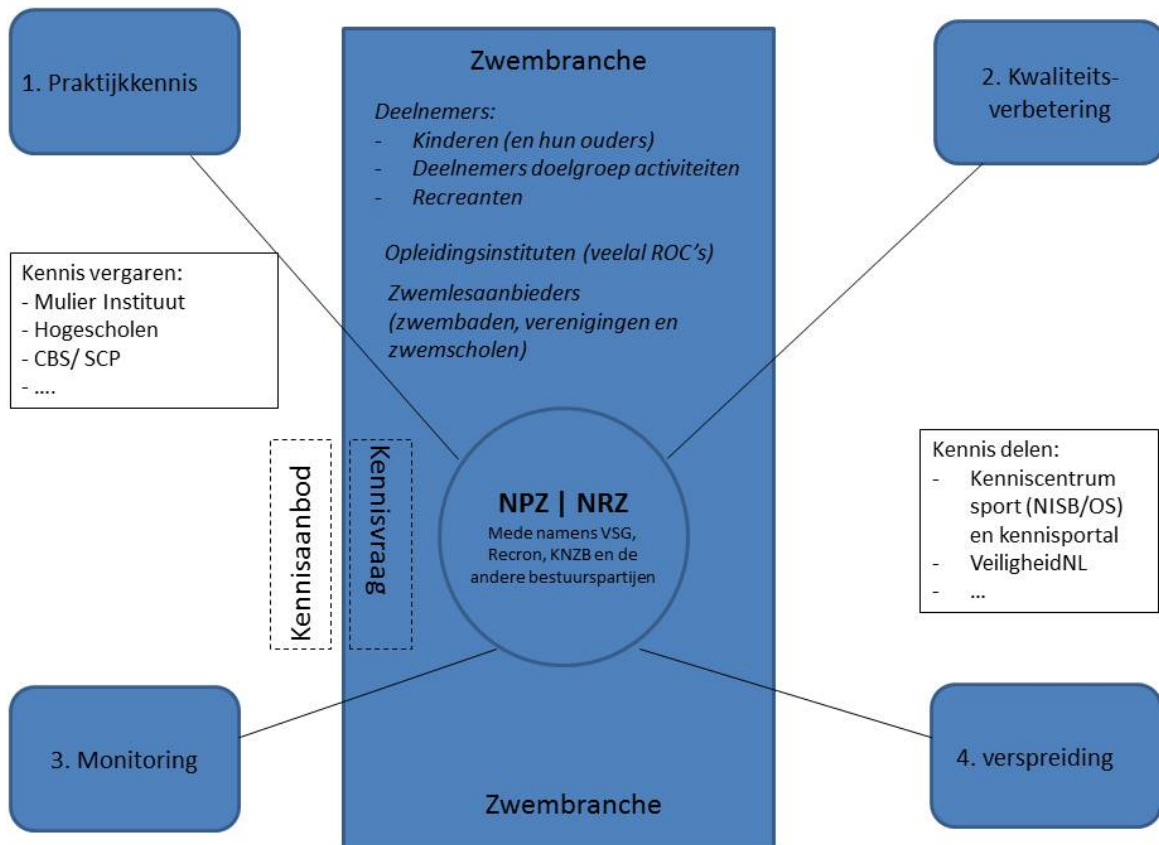 1. Praktijkkennis
Zwembranche
2. Kwaliteits-
verbetering
Deelnemers:
- Kinderen (en hun ouders)
- Deelnemers doelgroep activiteiten
- Recreanten
Opleidingsinstituten (veelal ROC's)
Zwemlesaanbieders
(zwembaden, verenigingen en
zwemscholen)
Kennis vergaren:
- Mulier Instituut
- Hogescholen
- CBS/ SCP
- ....
Kennisaanbod
Kennisvraag
NPZ | NRZ
Mede namens VSG,
Recron, KNZB en de
andere bestuurspartijen
Kennis delen:
- Kenniscentrum
sport (NISB/OS)
en kennisportal
- VeiligheidNL
- ...
3. Monitoring
4. verspreiding
Zwembranche